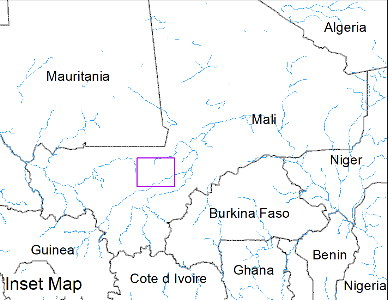 Algeria
Mauritania
Mali
Niger
Burkina Faso
Guinea
Benin
Ghana
Cote d Ivoire
Inset Map
Nigeria